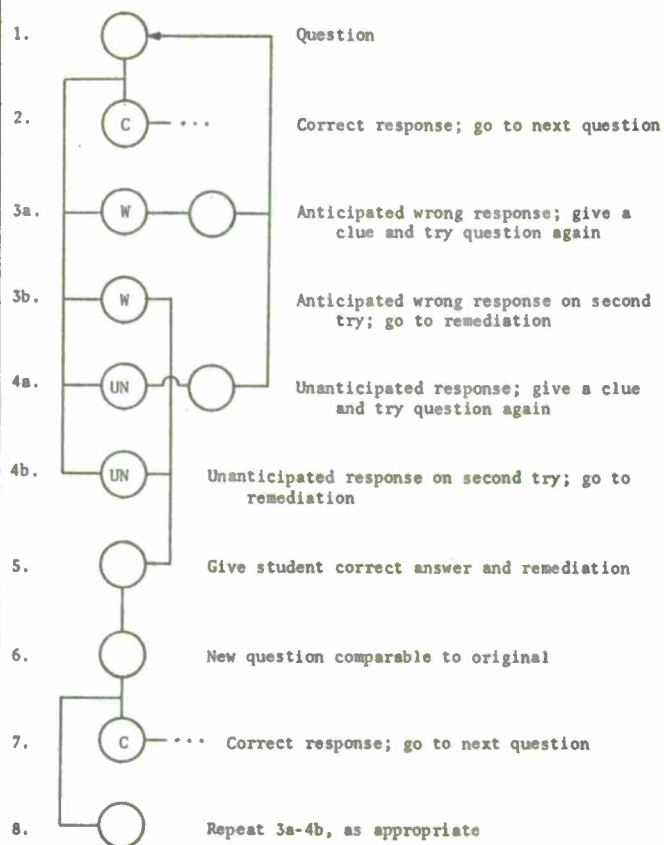 1. Question
2. C ... Correct response; go to next question
3a. W Anticipated wrong response; give a
clue and try question again
3b. W Anticipated wrong response on second
try; go to remediation
4a. UN Unanticipated response; give a clue
and try question again
4b. UN Unanticipated response on second try; go to
remediation
5. Give student correct answer and remediation
6. New question comparable to original
7. C ... Correct response; go to next question
8. Repeat 3a-4b, as appropriate